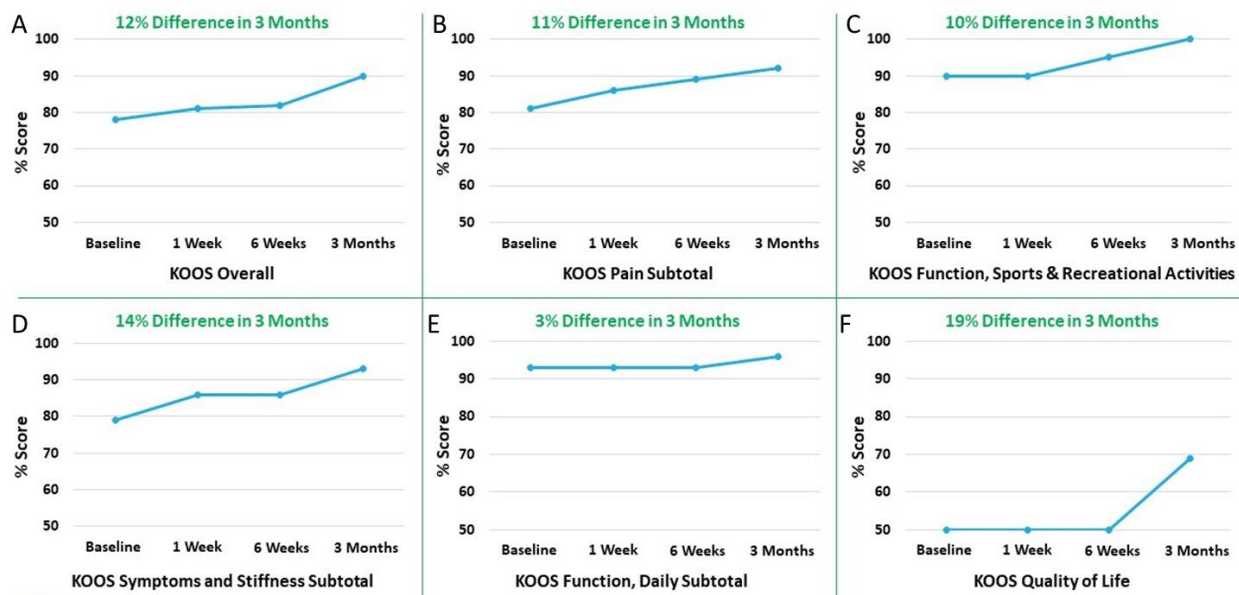 A
12% Difference in 3 Months
100
90
80
70
60
50
% Score
Baseline 1 Week 6 Weeks 3 Months
KOOS Overall
B
11% Difference in 3 Months
100
90
80
70
60
50
% Score
Baseline 1 Week 6 Weeks 3 Months
KOOS Pain Subtotal
C
10% Difference in 3 Months
100
90
80
70
60
50
% Score
Baseline 1 Week 6 Weeks 3 Months
KOOS Function, Sports & Recreational Activities
D
14% Difference in 3 Months
100
90
80
70
60
50
% Score
Baseline 1 Week 6 Weeks 3 Months
KOOS Symptoms and Stiffness Subtotal
E
3% Difference in 3 Months
100
90
80
70
60
50
% Score
Baseline 1 Week 6 Weeks 3 Months
KOOS Function, Daily Subtotal
F
19% Difference in 3 Months
100
90
80
70
60
50
% Score
Baseline 1 Week 6 Weeks 3 Months
KOOS Quality of Life